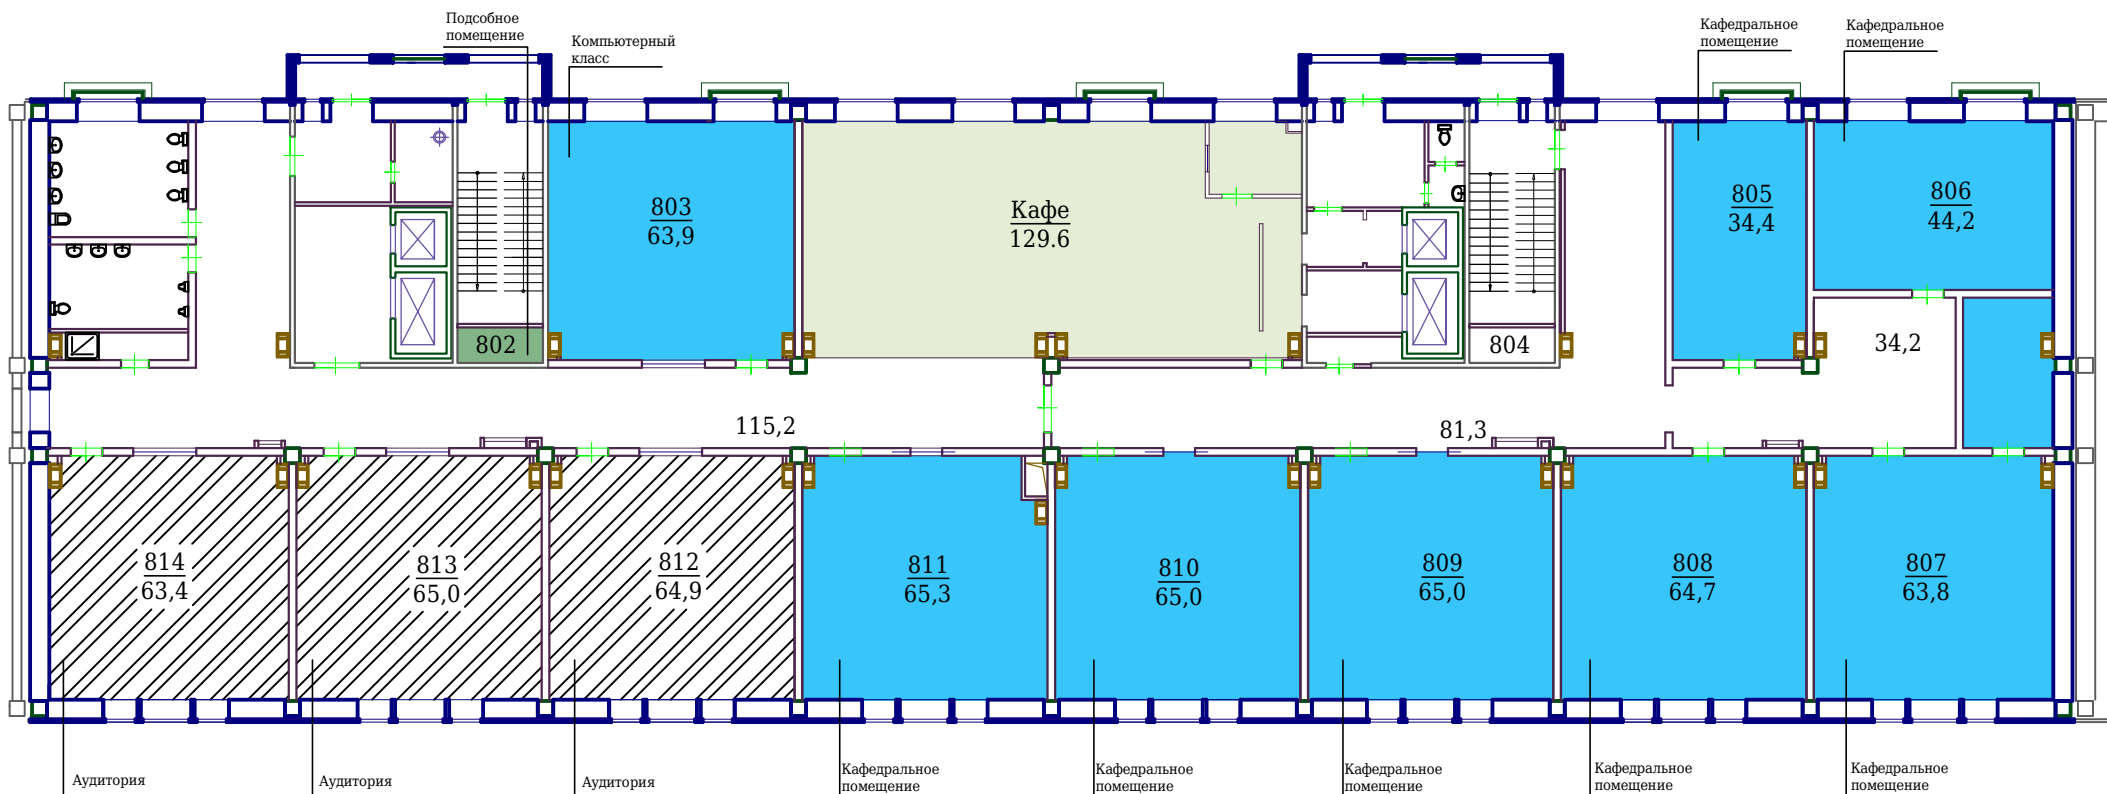 Подсобное
помещение
Компьютерный
класс
Кафедральное
помещение
Кафедральное
помещение
803
63,9
Кафе
129.6
805
34,4
806
44,2
802
804
34,2
115,2
81,3
814
63,4
813
65,0
812
64,9
811
65,3
810
65,0
809
65,0
808
64,7
807
63,8
Аудитория
Аудитория
Аудитория
Кафедральное
помещение
Кафедральное
помещение
Кафедральное
помещение
Кафедральное
помещение
Кафедральное
помещение